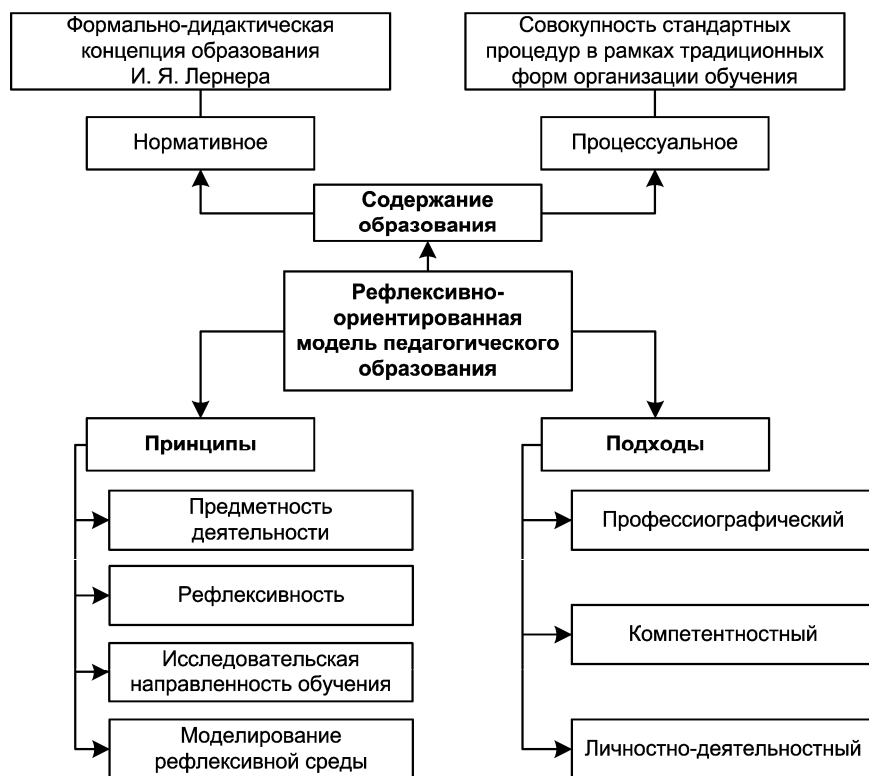 Формально-дидактическая
концепция образования
И. Я. Лернера
Совокупность стандартных
процедур в рамках традиционных
форм организации обучения
Нормативное
Процессуальное
Содержание
образования
Рефлексивно-
ориентированная
модель педагогического
образования
Принципы
Подходы
Предметность
деятельности
Рефлексивность
Исследовательская
направленность обучения
Моделирование
рефлексивной среды
Профессиографический
Компетентностный
Личностно-деятельностный